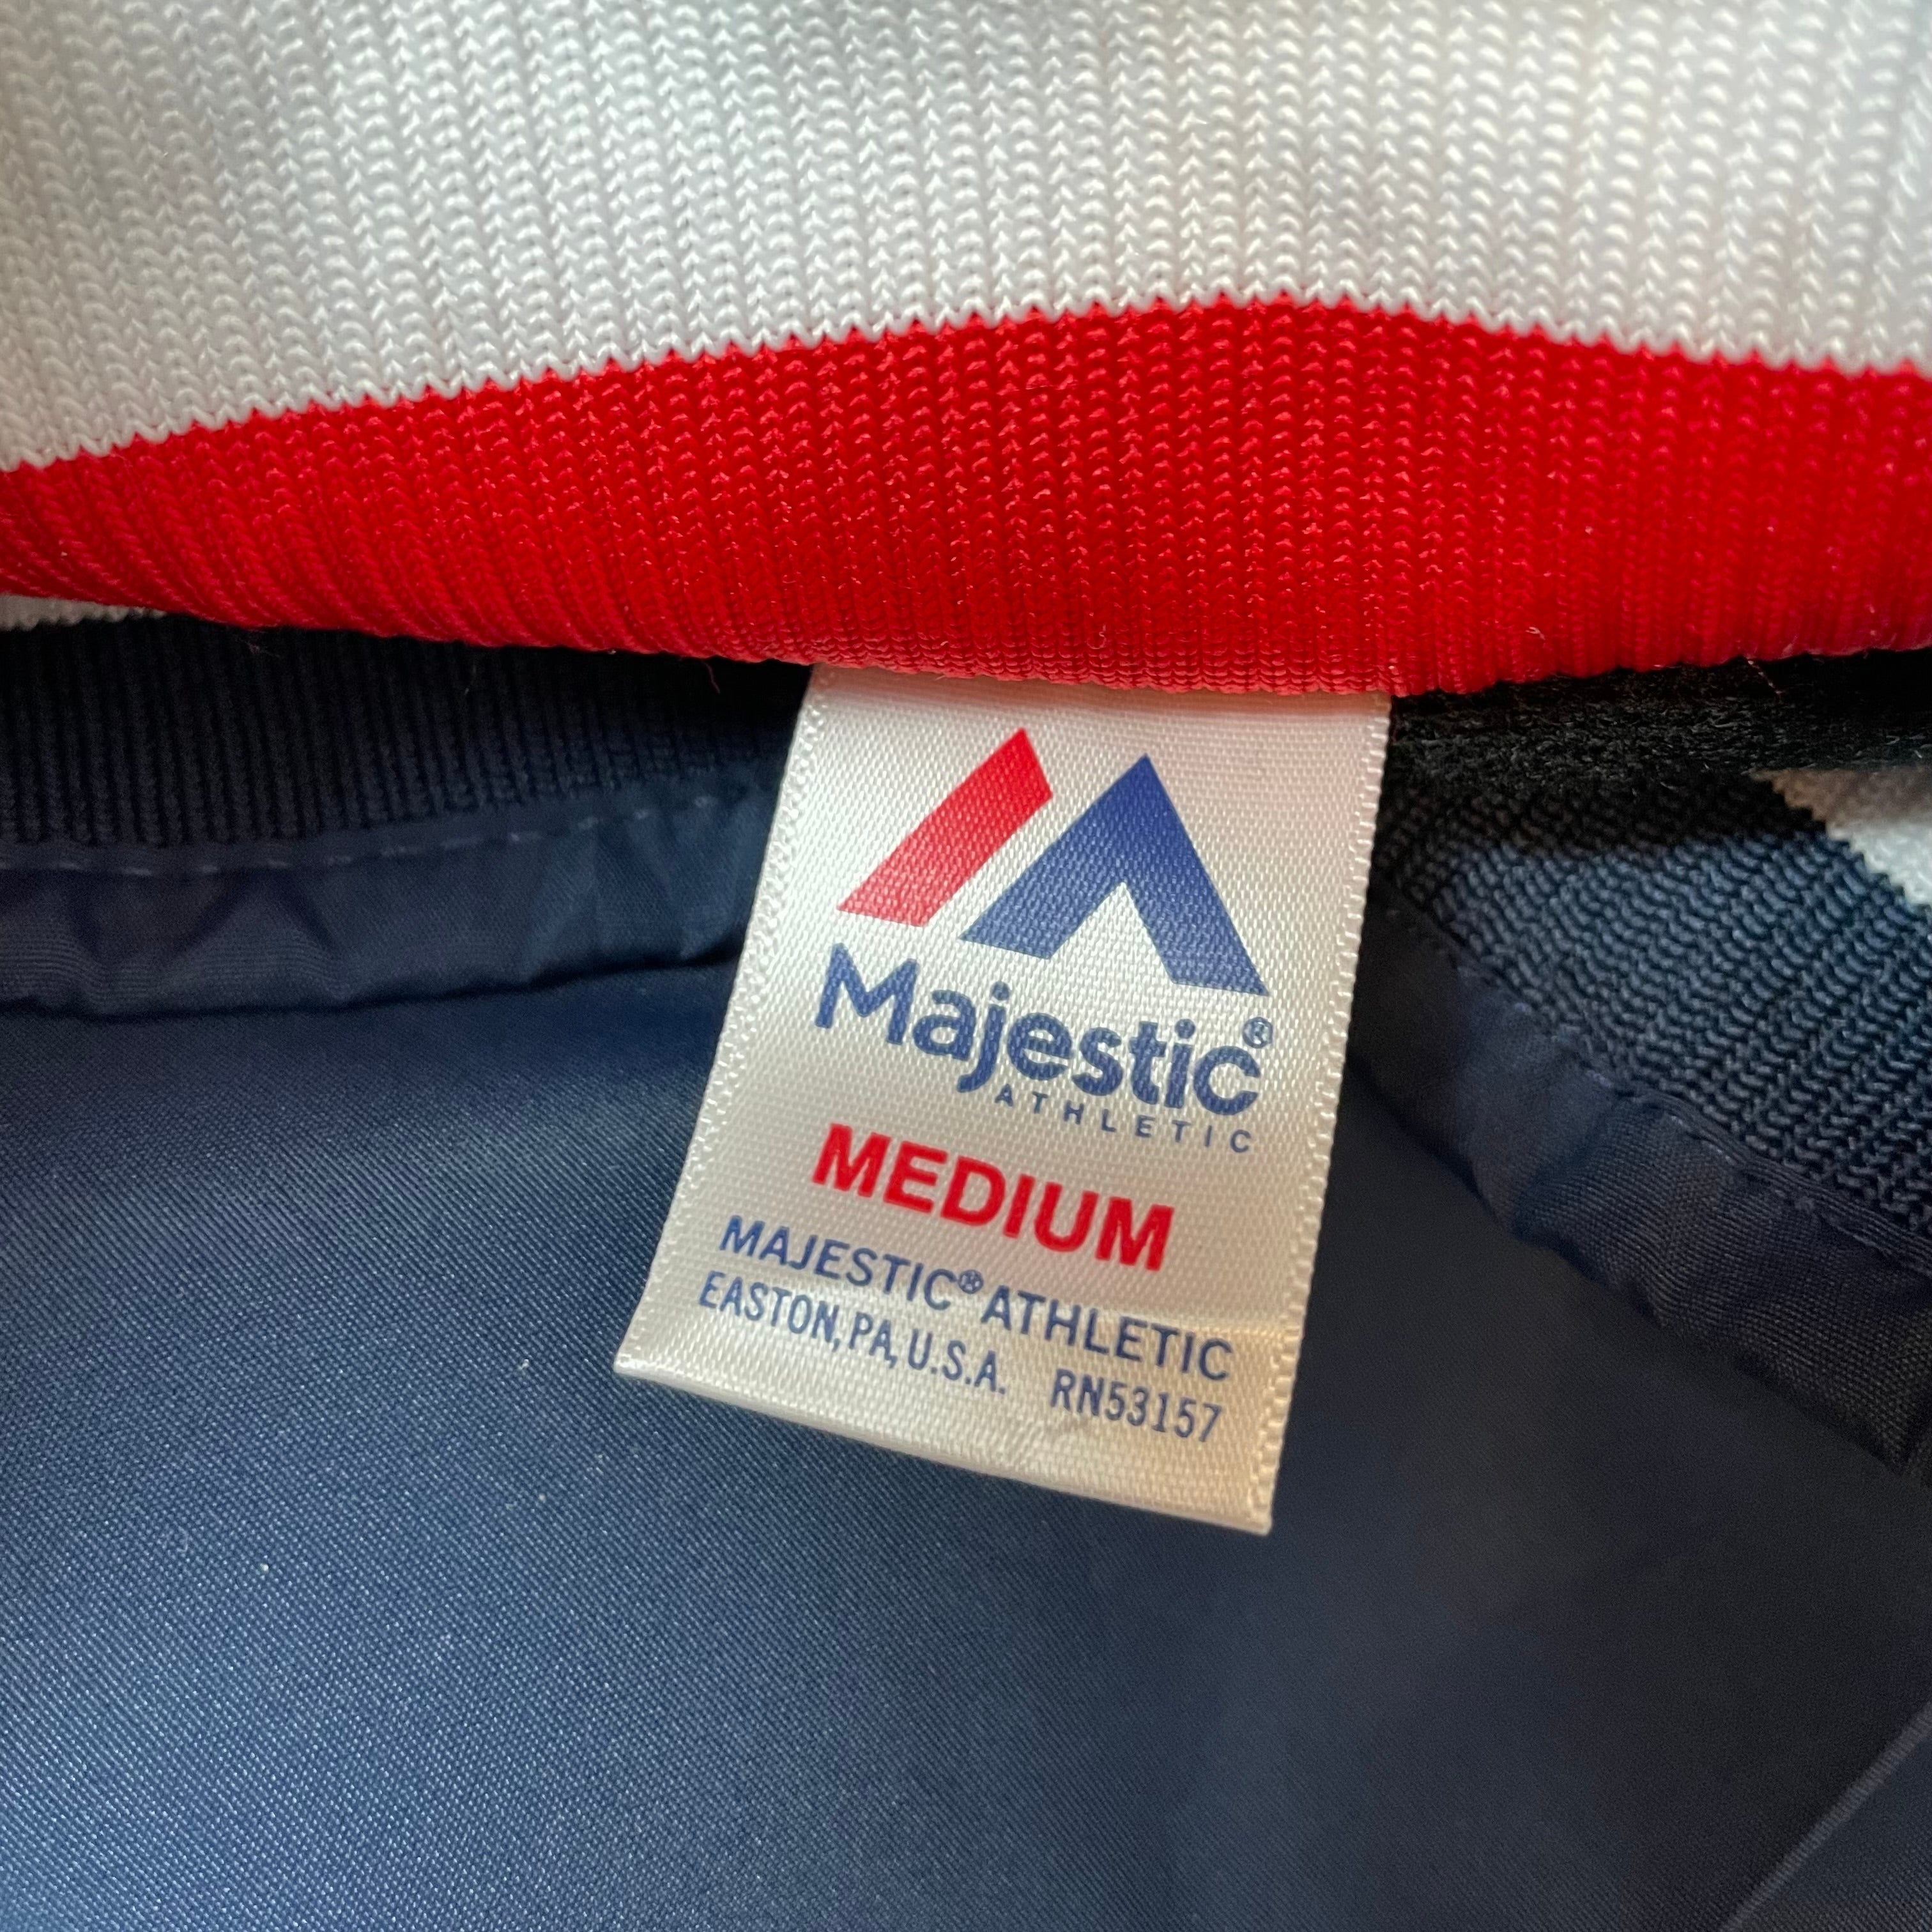 Majestic®
ATHLETIC
MEDIUM
MAJESTIC® ATHLETIC
EASTON, PA, U.S.A. RN53157